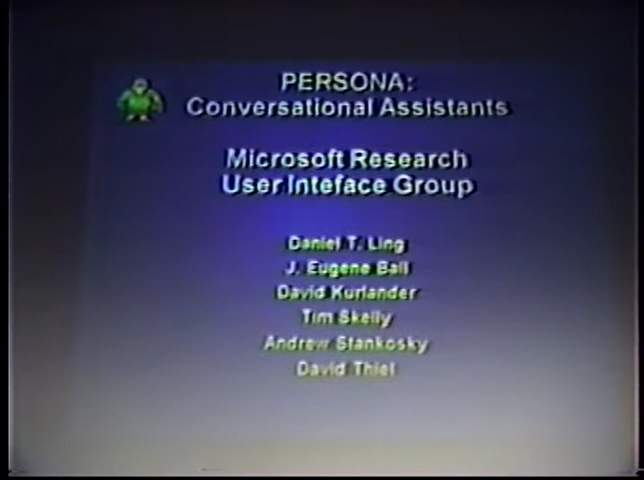 PERSONA:
Conversational Assistants
Microsoft Research
User Inteface Group
Daniel T. Ling
J. Eugene Ball
David Kurlander
Tim Skelly
Andrew Stankosky
David Thiel